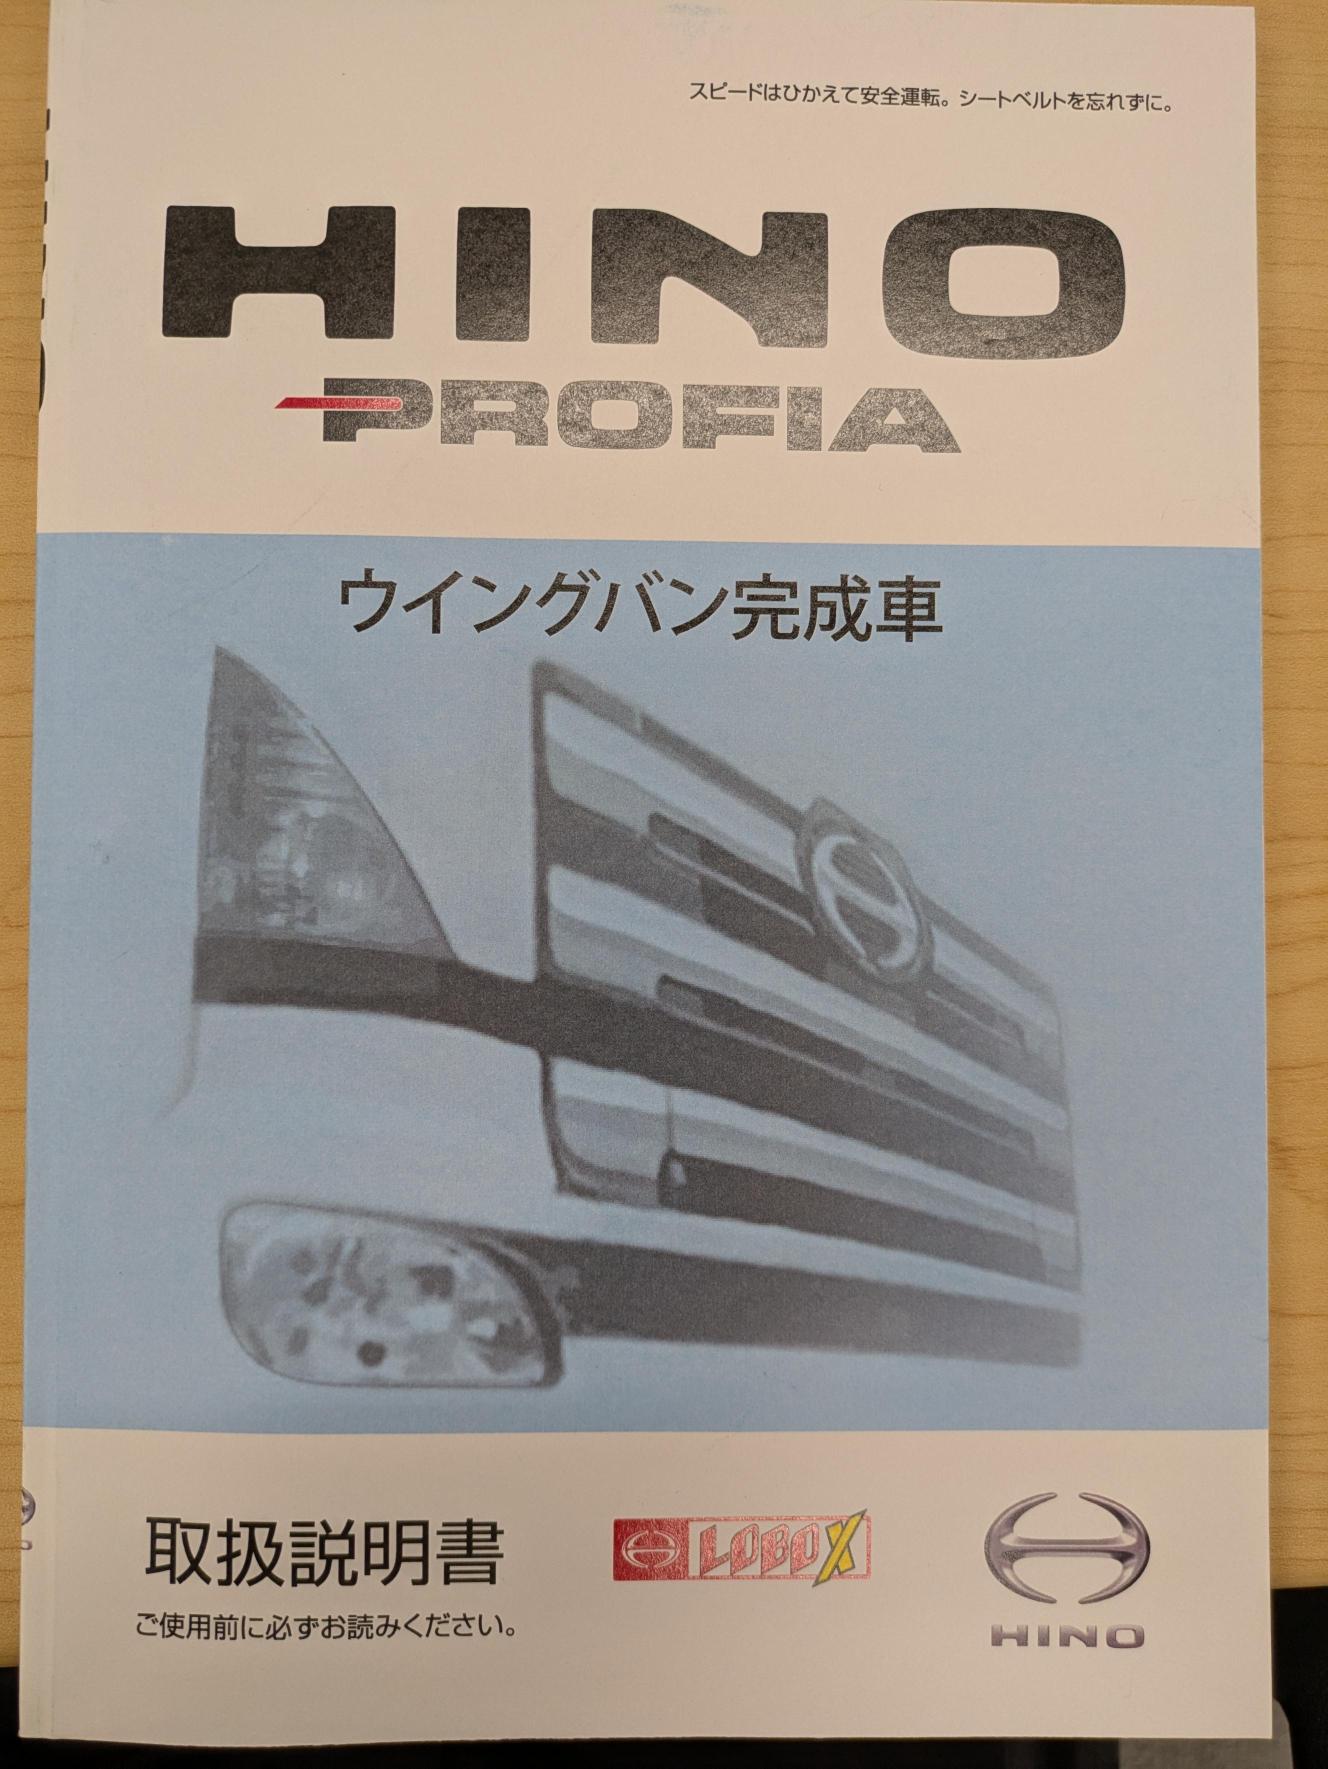 スピードはひかえて安全運転。シートベルトを忘れずに。
HINO
PROFIA
ウイングバン完成車
取扱説明書
ご使用前に必ずお読みください。
LOBOX
HINO